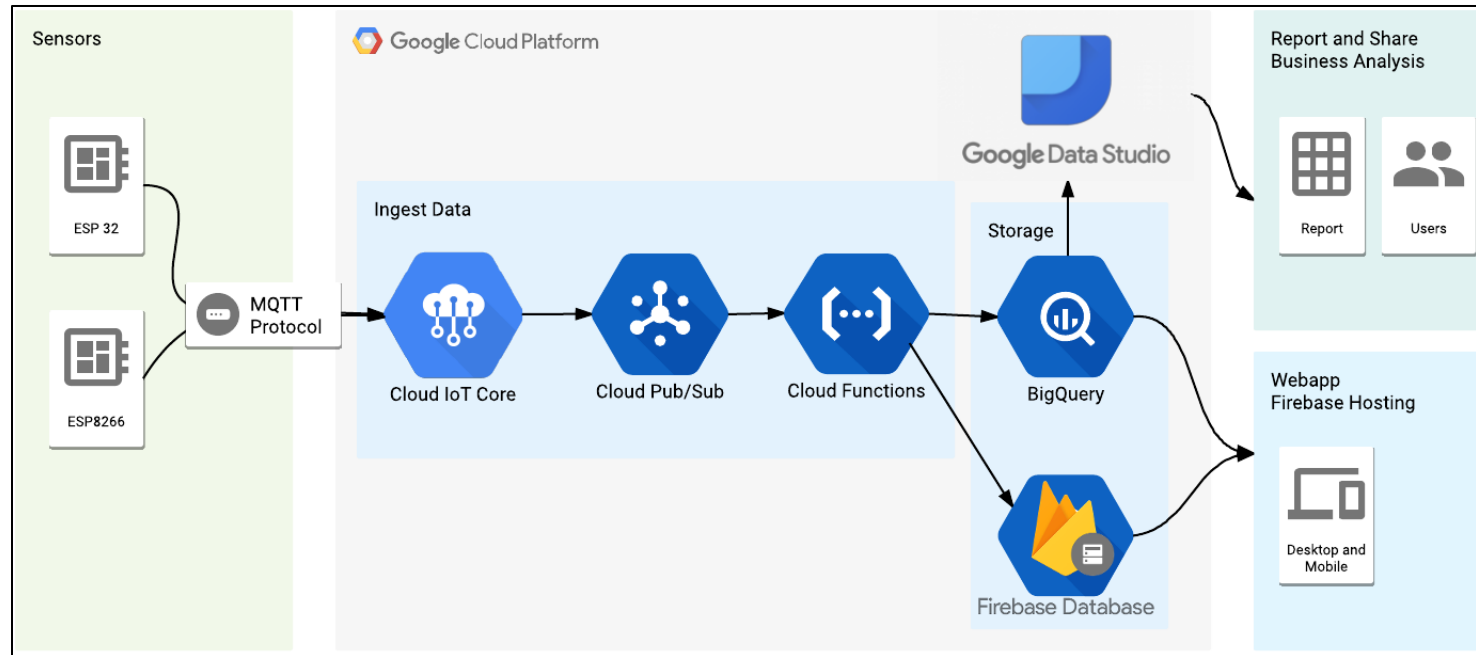 Sensors
ESP 32
ESP8266
MQTT
Protocol
Google Cloud Platform
Ingest Data
Cloud IoT Core
Cloud Pub/Sub
Cloud Functions
Google Data Studio
Storage
BigQuery
Firebase Database
Report and Share
Business Analysis
Report
Users
Webapp
Firebase Hosting
Desktop and
Mobile